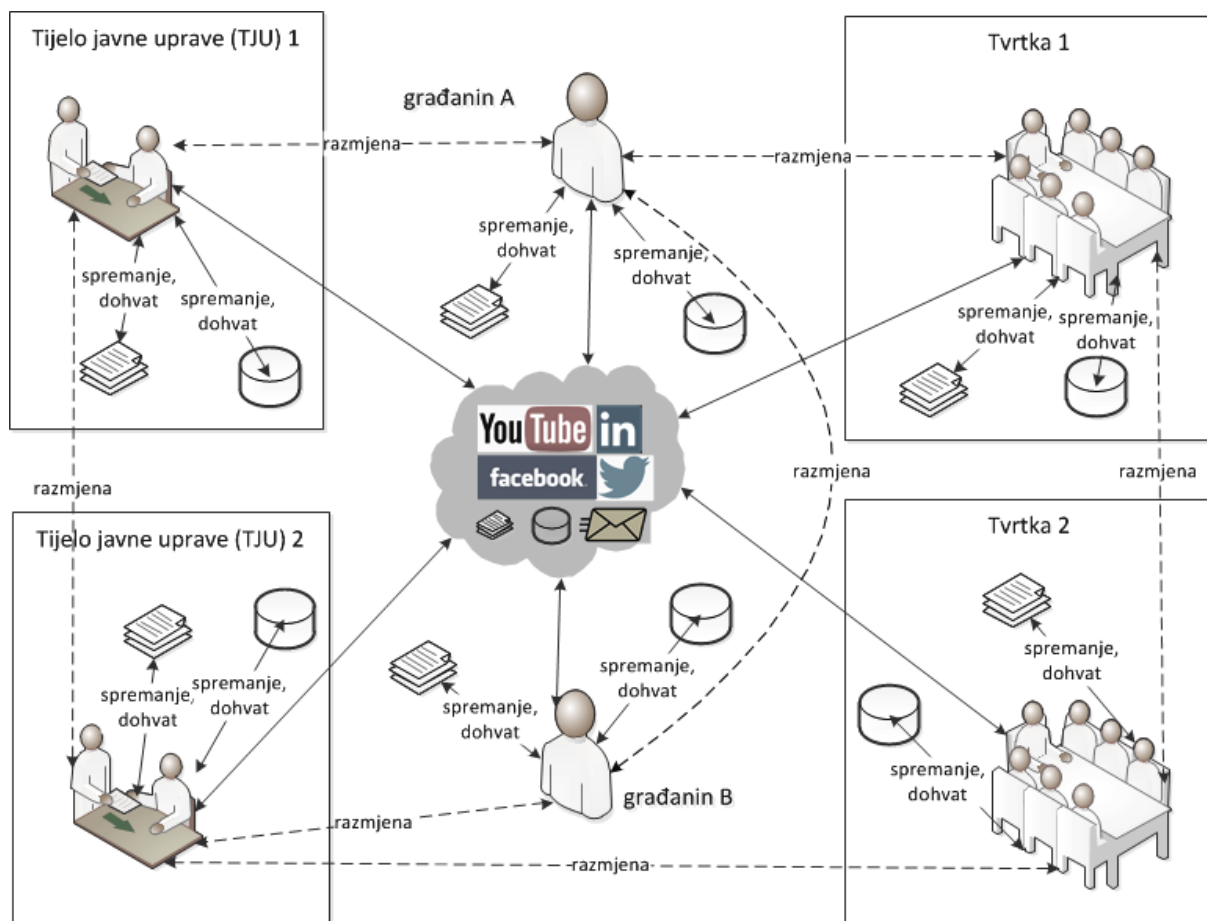 Tijelo javne uprave (TJU) 1
Tvrtka 1
građanin A
razmjena
razmjena
spremanje,
dohvat
spremanje,
dohvat
spremanje,
dohvat
spremanje,
dohvat
spremanje,
dohvat
spremanje,
dohvat
YouTube
in
facebook
razmjena
razmjena
razmjena
Tijelo javne uprave (TJU) 2
Tvrtka 2
spremanje,
dohvat
spremanje,
dohvat
spremanje,
dohvat
spremanje,
dohvat
spremanje,
dohvat
spremanje,
dohvat
građanin B
razmjena
razmjena